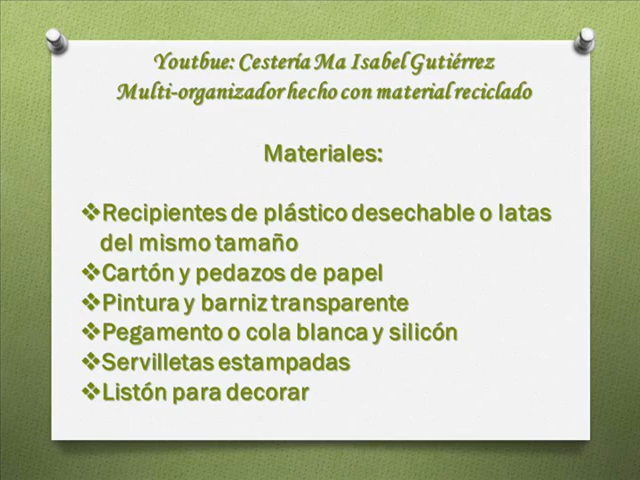 Youtbue: Cestería Ma Isabel Gutiérrez
Multi-organizador hecho con material reciclado
Materiales:
❖Recipientes de plástico desechable o latas
del mismo tamaño
❖Cartón y pedazos de papel
❖Pintura y barniz transparente
❖Pegamento o cola blanca y silicón
❖Servilletas estampadas
❖Listón para decorar